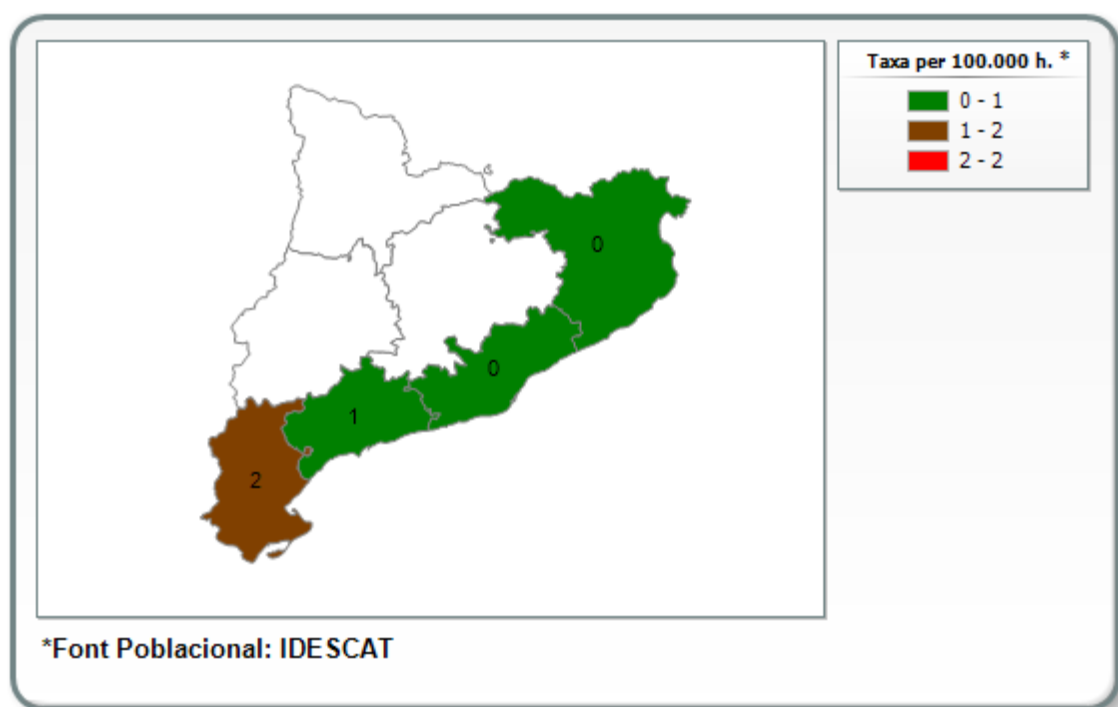 Taxa per 100.000 h. *
0 - 1
1 - 2
2 - 2
0
0
1
2
*Font Poblacional: IDESCAT